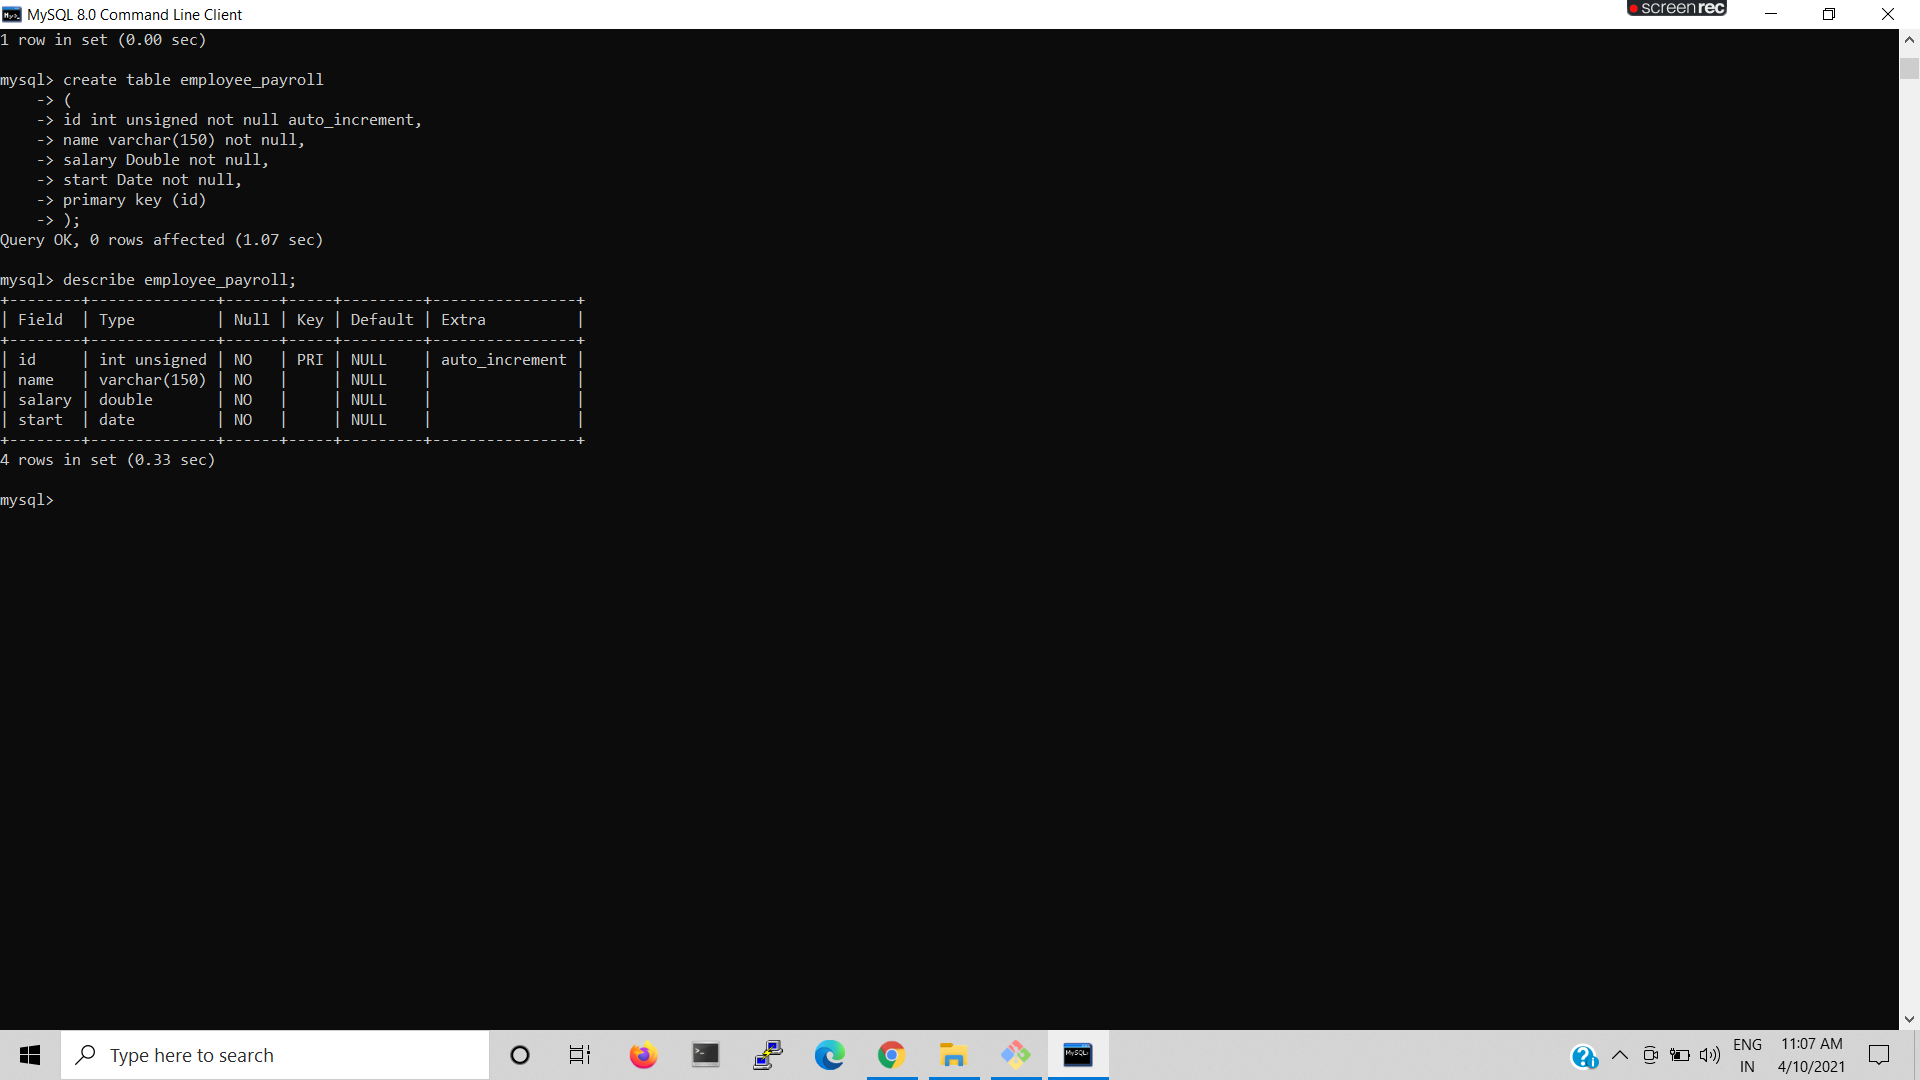 MySQL 8.0 Command Line Client
screenrec
1 row in set (0.00 sec)
mysql> create table employee_payroll
    -> (
    -> id int unsigned not null auto_increment,
    -> name varchar(150) not null,
    -> salary Double not null,
    -> start Date not null,
    -> primary key (id)
    -> );
Query OK, 0 rows affected (1.07 sec)
mysql> describe employee_payroll;
+--------+--------------+------+-----+---------+----------------+
| Field  | Type         | Null | Key | Default | Extra          |
+--------+--------------+------+-----+---------+----------------+
| id     | int unsigned | NO   | PRI | NULL    | auto_increment |
| name   | varchar(150) | NO   |     | NULL    |                |
| salary | double       | NO   |     | NULL    |                |
| start  | date         | NO   |     | NULL    |                |
+--------+--------------+------+-----+---------+----------------+
4 rows in set (0.33 sec)
mysql>
Type here to search
ENG
IN
11:07 AM
4/10/2021